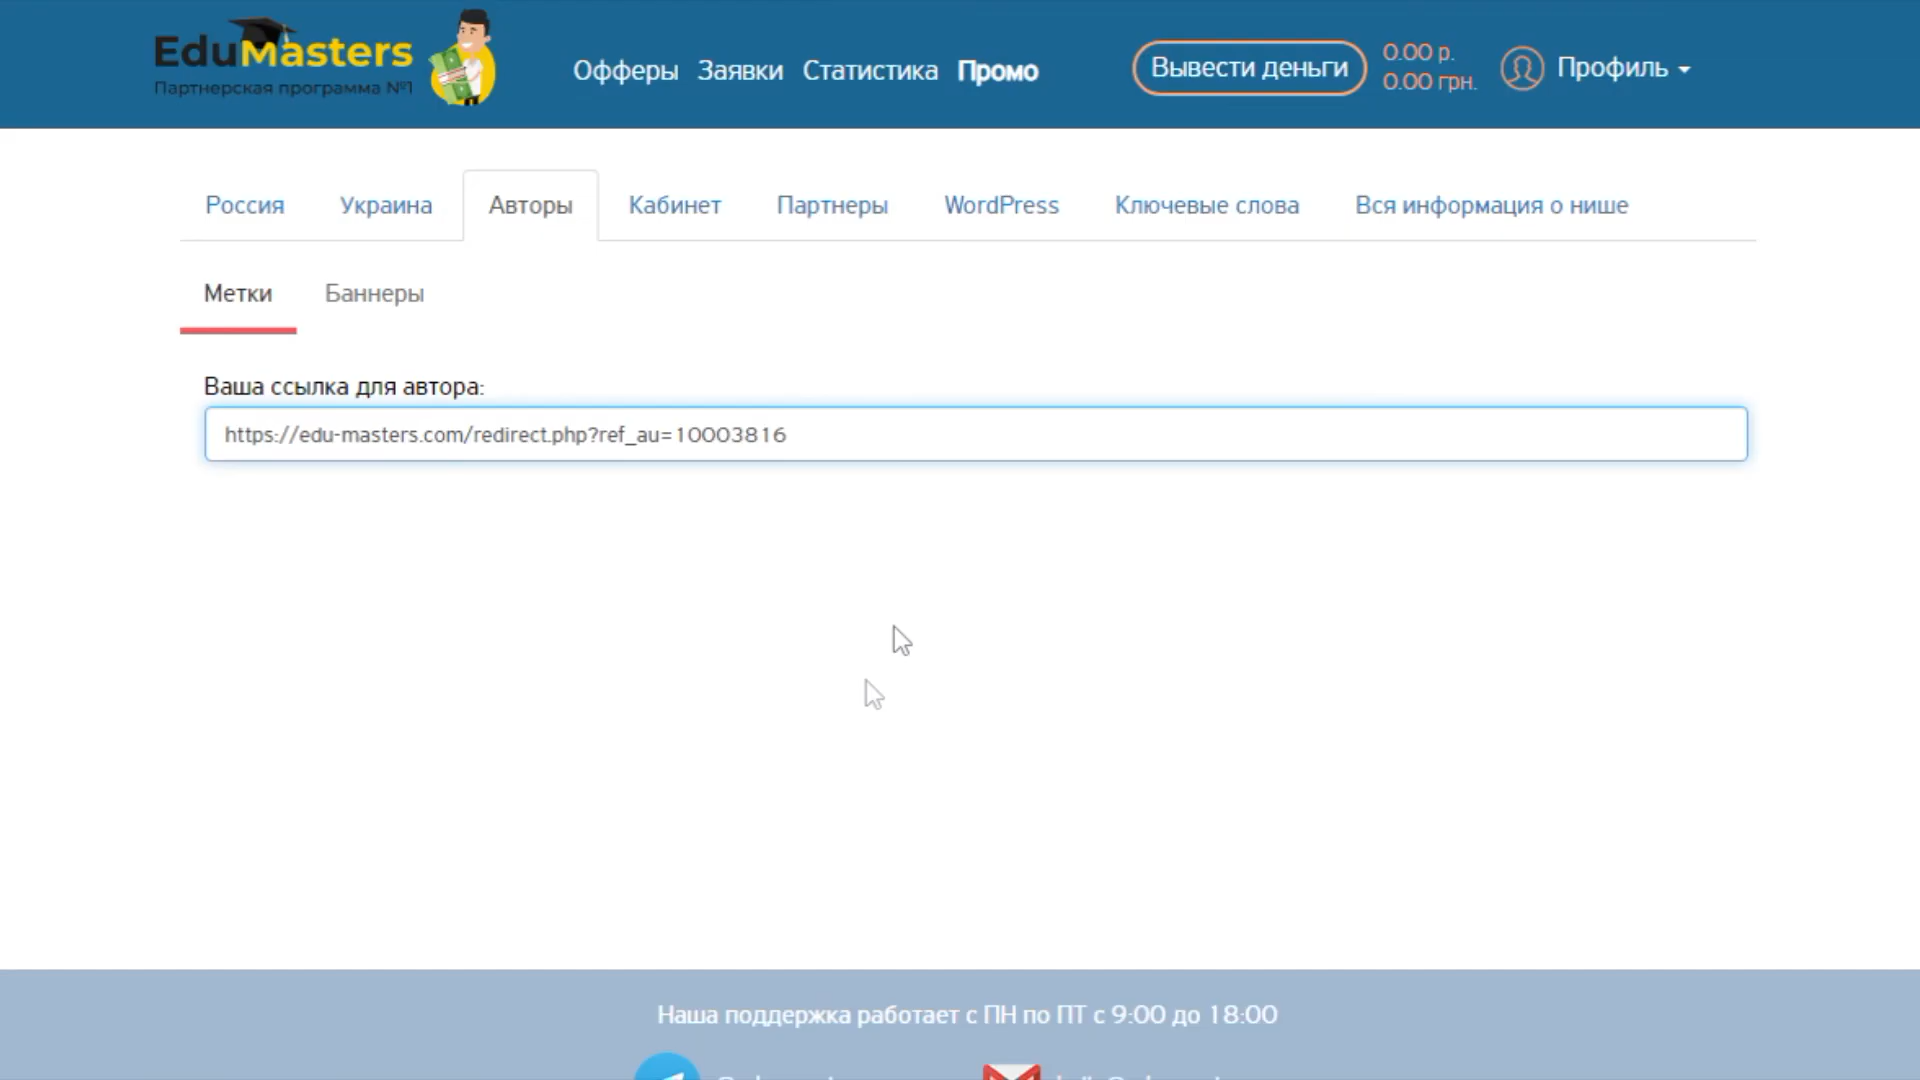 EduMasters
Партнерская программа №1
Офферы Заявки Статистика Промо
Вывести деньги
0.00 р.
0.00 грн.
Профиль
Россия Украина Авторы Кабинет Партнеры WordPress Ключевые слова Вся информация о нише
Метки Баннеры
Ваша ссылка для автора:
https://edu-masters.com/redirect.php?ref_au=10003816
Наша поддержка работает с ПН по ПТ с 9:00 до 18:00